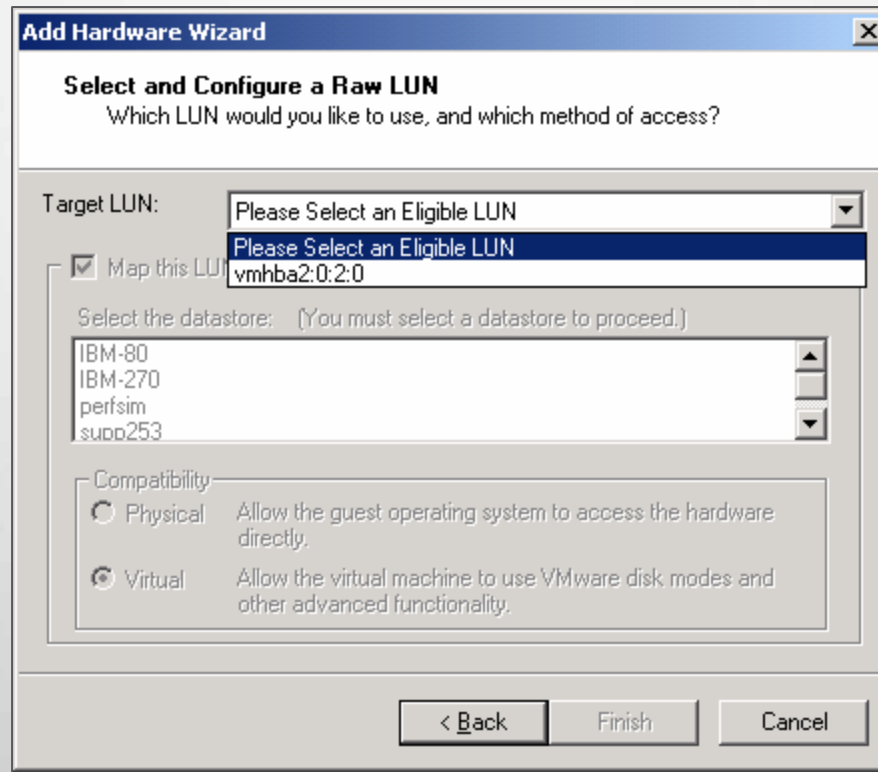 Add Hardware Wizard
Select and Configure a Raw LUN
Which LUN would you like to use, and which method of access?
Target LUN:
Please Select an Eligible LUN
Please Select an Eligible LUN
vmhba2:0:2:0
Map this LU
Select the datastore: (You must select a datastore to proceed.)
IBM-80
IBM-270
perfsim
supp253
Compatibility
Physical
Allow the guest operating system to access the hardware
directly.
Virtual
Allow the virtual machine to use VMware disk modes and
other advanced functionality.
< Back
Finish
Cancel